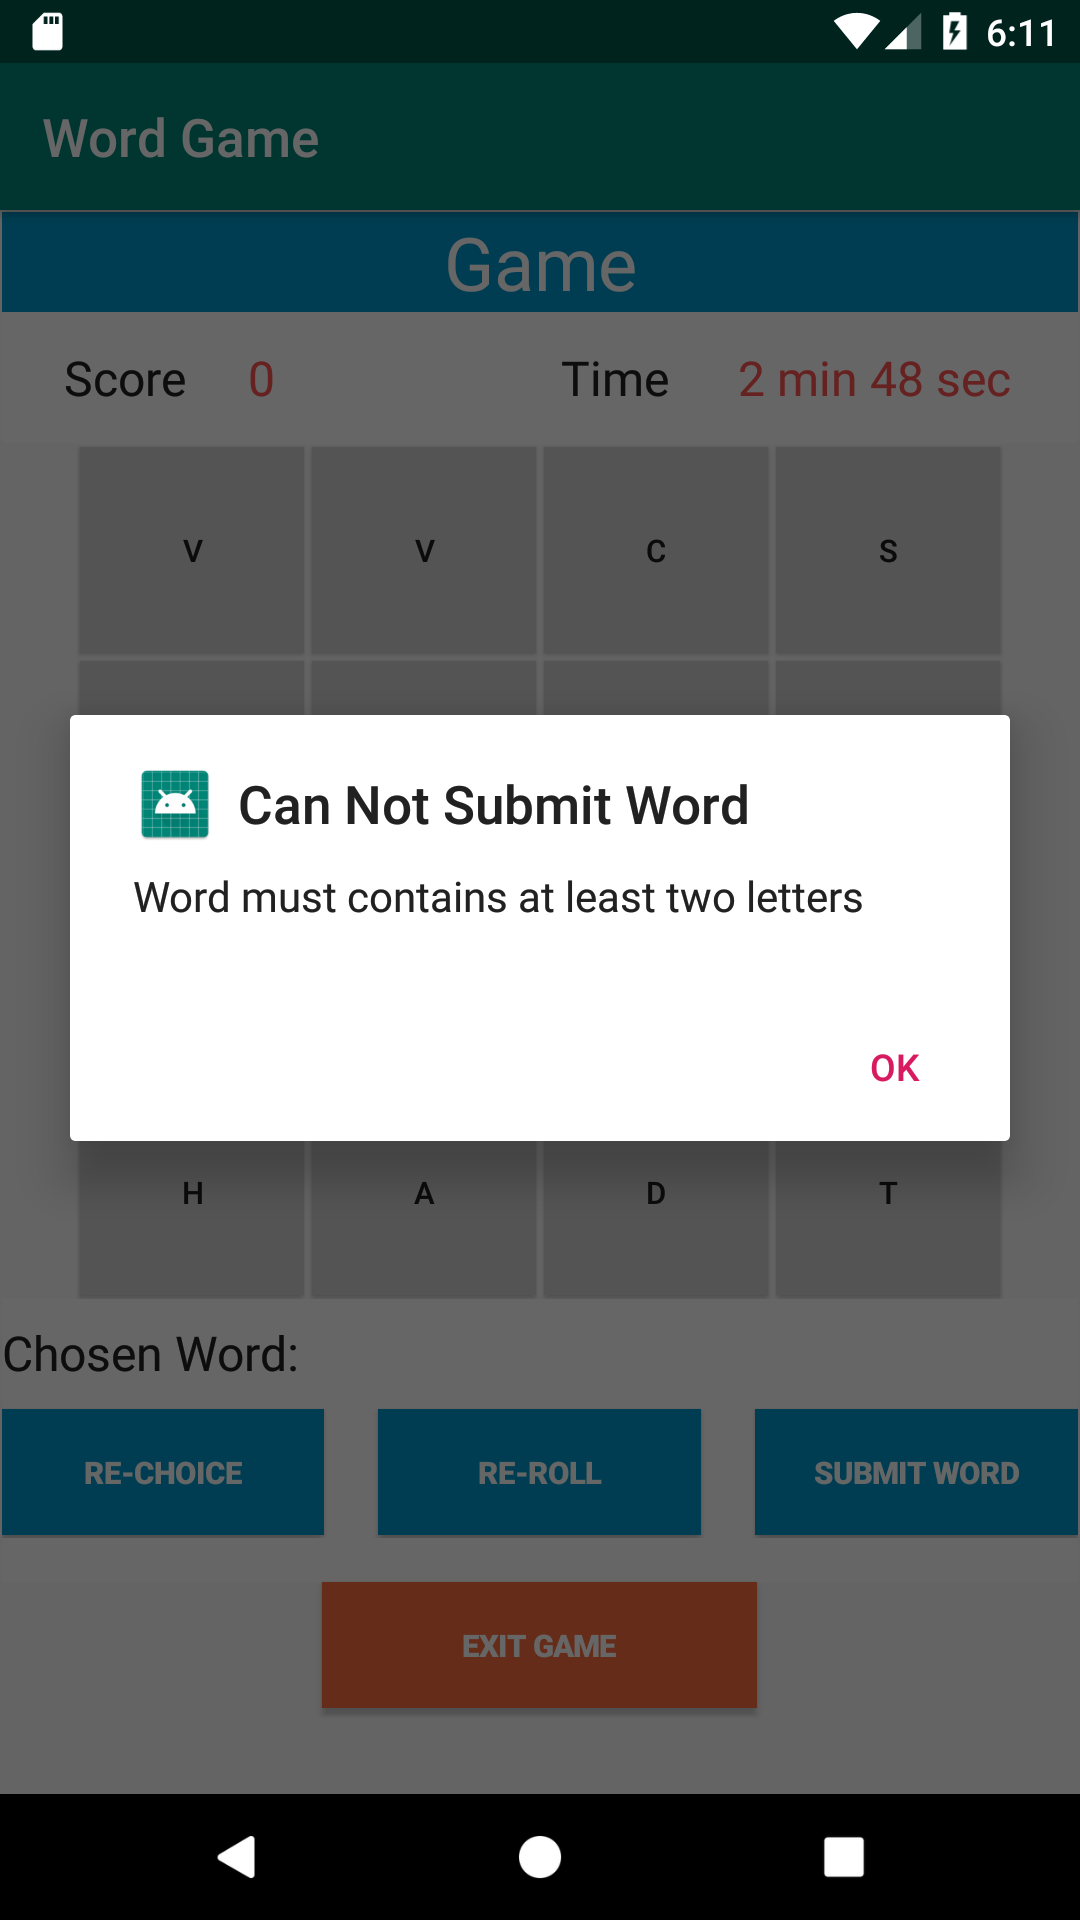 6:11
Word Game
Game
Score 0 Time 2 min 48 sec
V V C S
Can Not Submit Word
Word must contains at least two letters
OK
H A D T
Chosen Word:
RE-CHOICE RE-ROLL SUBMIT WORD
EXIT GAME